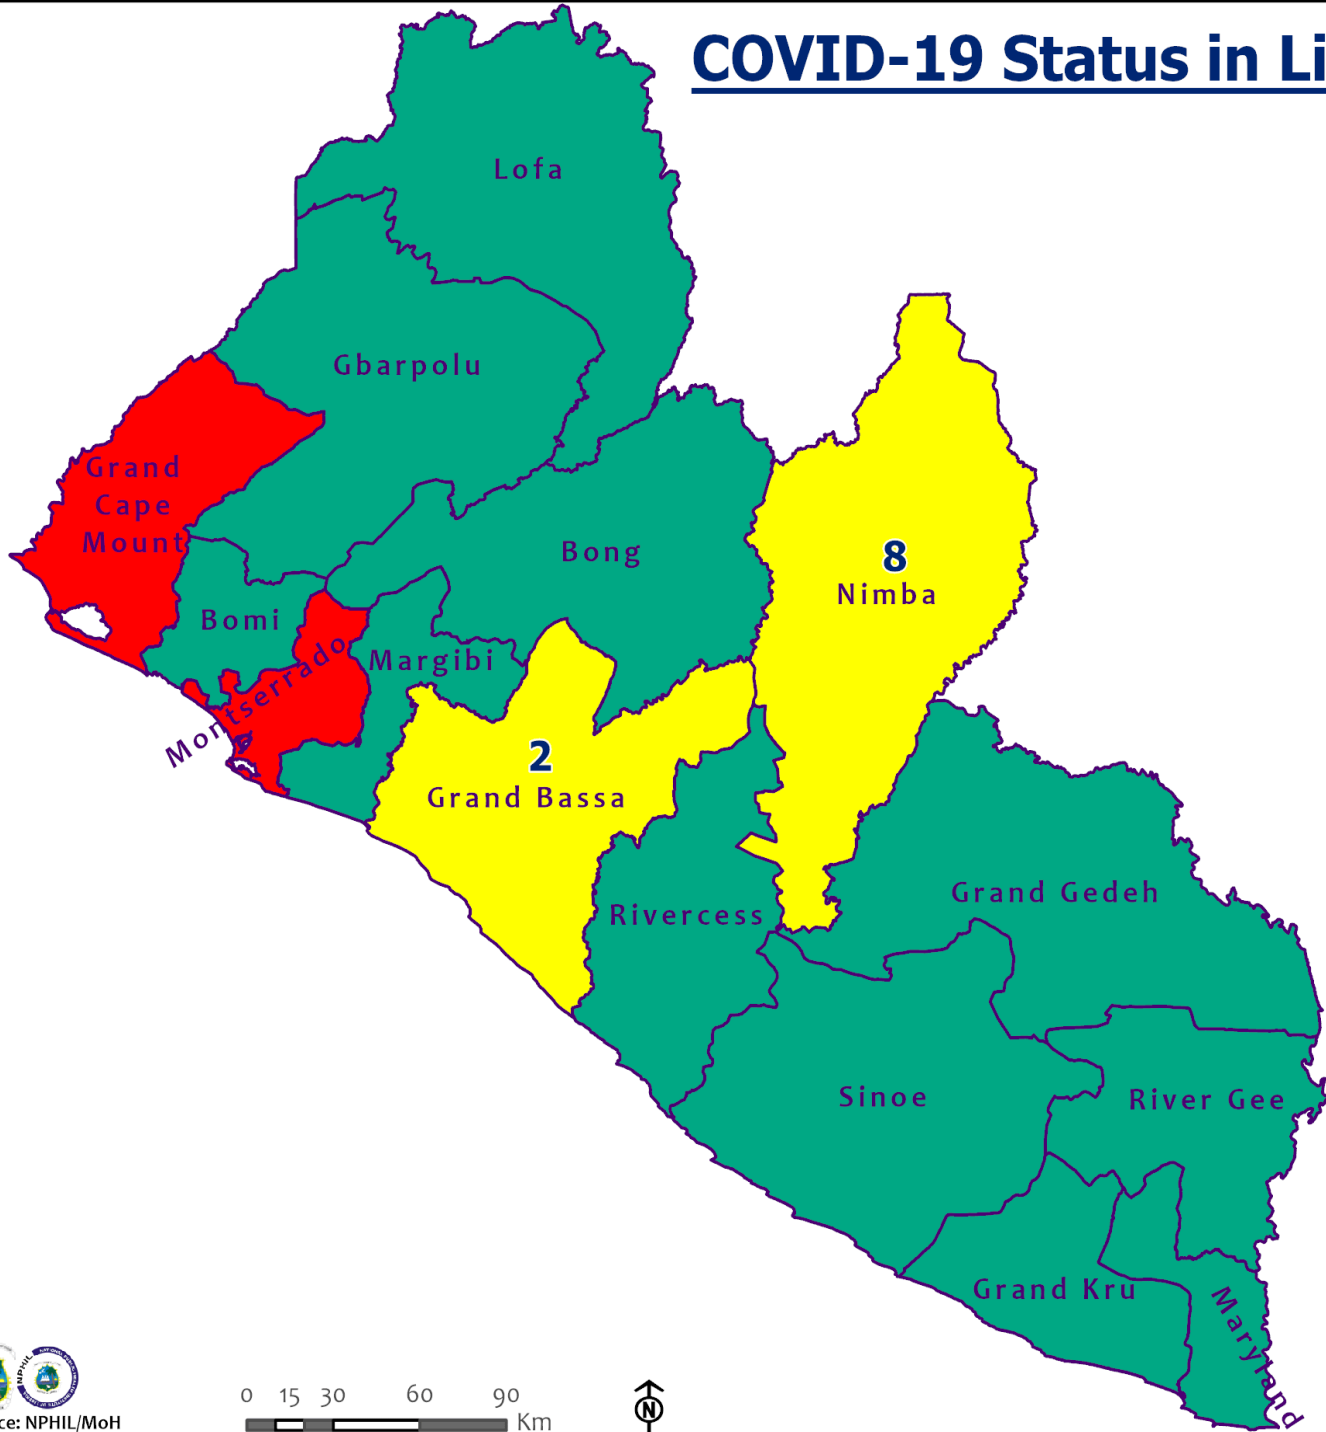 COVID-19 Status in Li
Lofa
Gbarpolu
Grand
Cape
Mount
Bong
8
Nimba
Bomi
Margibi
Montserrado
2
Grand Bassa
Grand Gedeh
Rivercess
Sinoe
River Gee
Grand Kru
Maryland
NPHIL
0 15 30 60 90
Km
N
ce: NPHIL/MoH